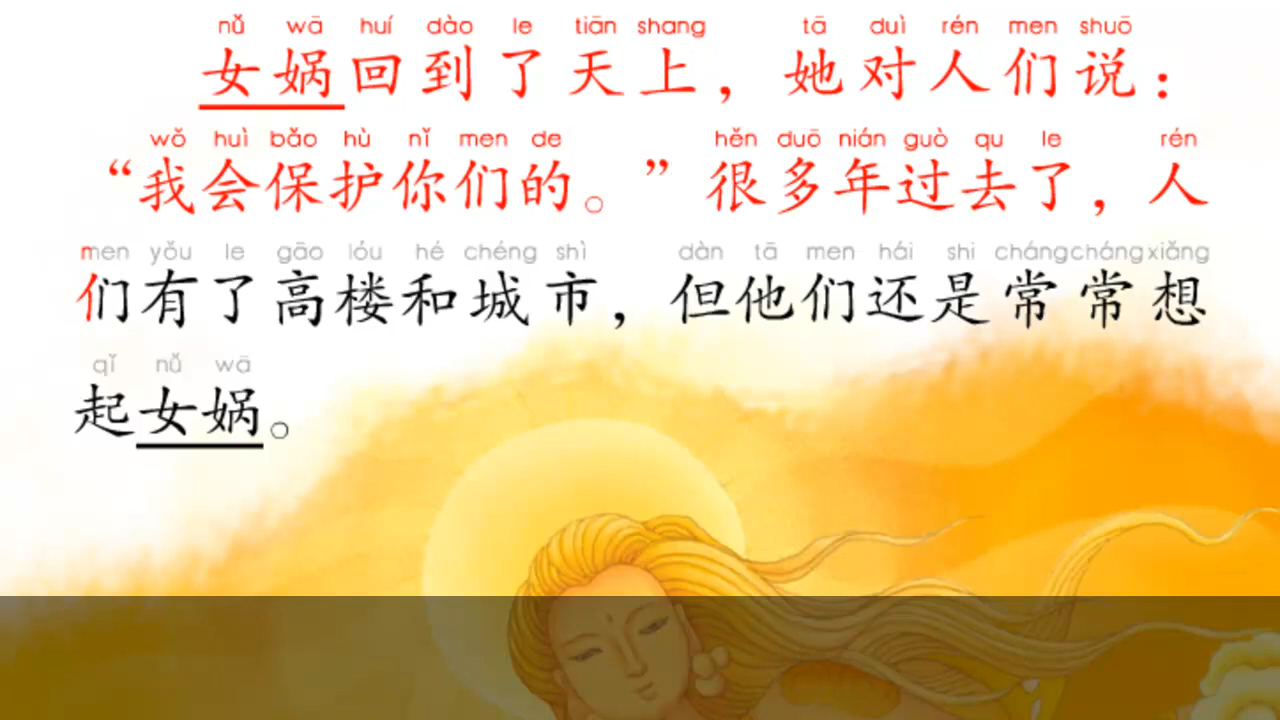 nǚ wā huí dào le tiān shang tā duì rén men shuō
女娲回到了天上，她对人们说：
wǒ huì bǎo hù nǐ men de hěn duō nián guò qu le rén
“我会保护你们的。”很多年过去了，人
men yǒu le gāo lóu hé chéng shì dàn tā men hái shi cháng cháng xiǎng
们有了高楼和城市，但他们还是常常想
qǐ nǚ wā
起女娲。